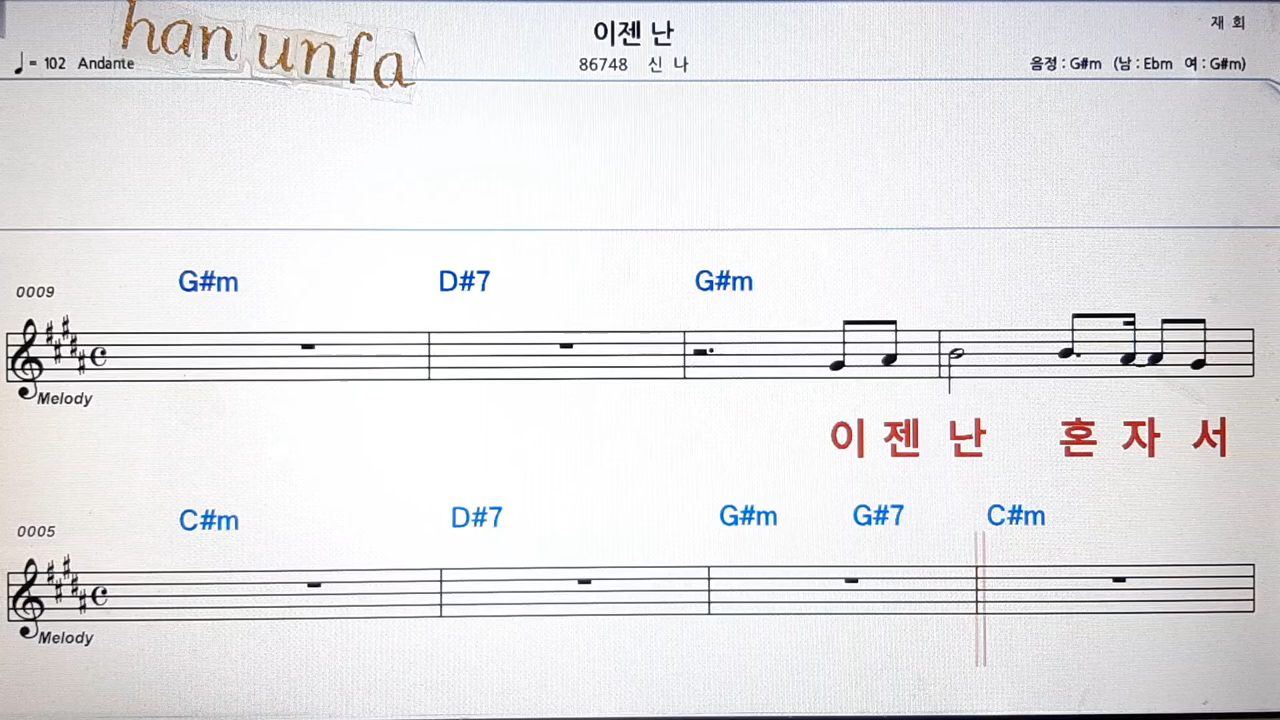 han unfa
이젠 난
재 회
♩= 102 Andante
86748 신 나
음정 : G#m (남 : Ebm 여 : G#m)
G#m D#7 G#m
0009
Melody
이 젠 난 혼 자 서
C#m D#7 G#m G#7 C#m
0005
Melody